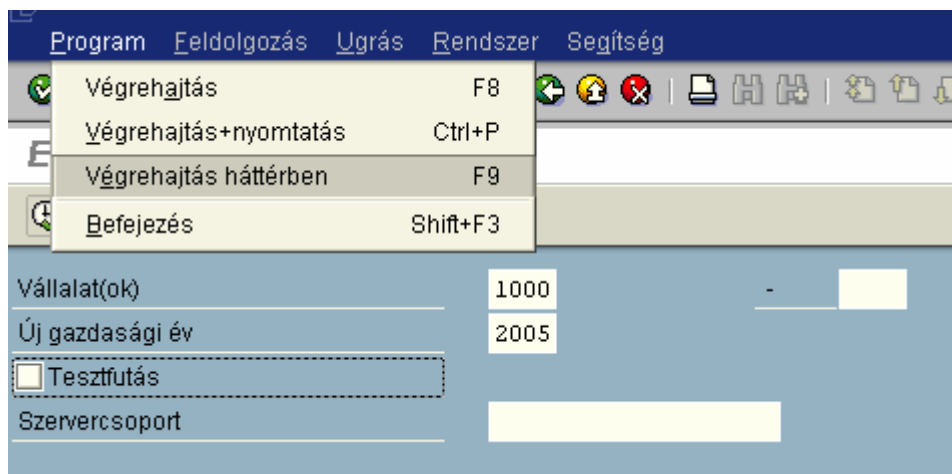 Program Feldolgozás Ugrás Rendszer Segítség
Végrehajtás F8
Végrehajtás+nyomtatás Ctrl+P
E
Végrehajtás háttérben F9
Befejezés Shift+F3
Vállalat(ok) 1000 -
Új gazdasági év 2005
Tesztfutás
Szervercsoport